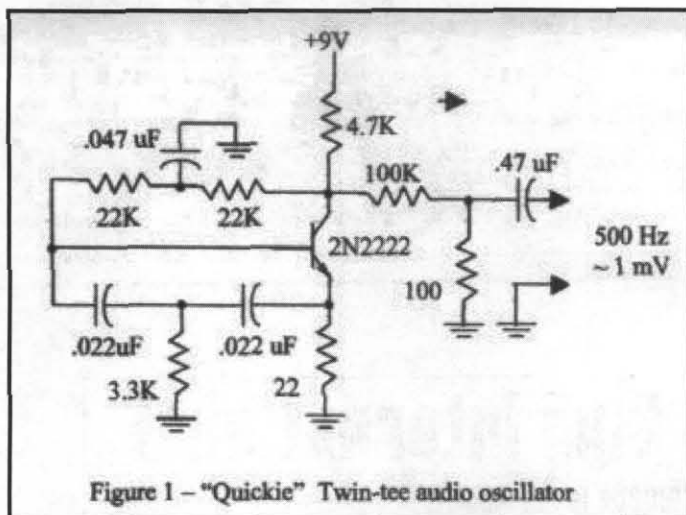 +9V
4.7K
.047 uF
100K
.47 uF
22K
22K
2N2222
500 Hz
~ 1 mV
100
.022uF
.022 uF
22
3.3K
Figure 1 – "Quickie" Twin-tee audio oscillator